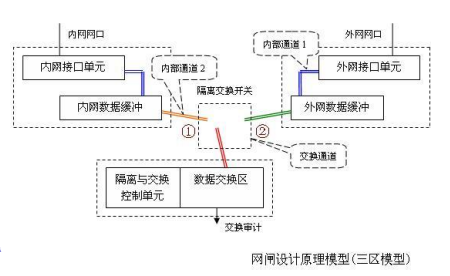 内网网口
外网网口
内部通道 1
内网接口单元
内部通道 2
外网接口单元
隔离交换开关
内网数据缓冲
外网数据缓冲
①
②
交换通道
隔离与交换
控制单元
数据交换区
交换审计
网闸设计原理模型(三区模型)